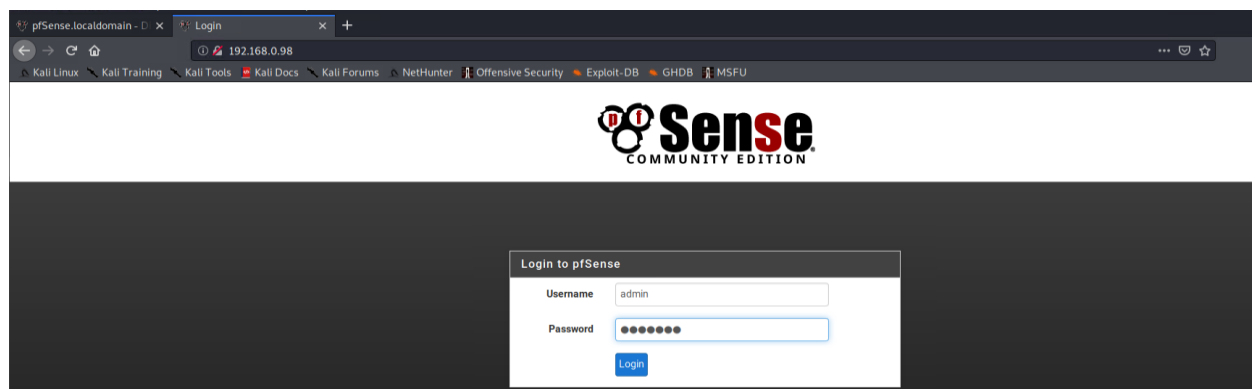 pfSense.localdomain - D
Login
192.168.0.98
Kali Linux Kali Training Kali Tools Kali Docs Kali Forums NetHunter Offensive Security Exploit-DB GHDB MSFU
pf Sense
COMMUNITY EDITION
Login to pfSense
Username admin
Password
Login